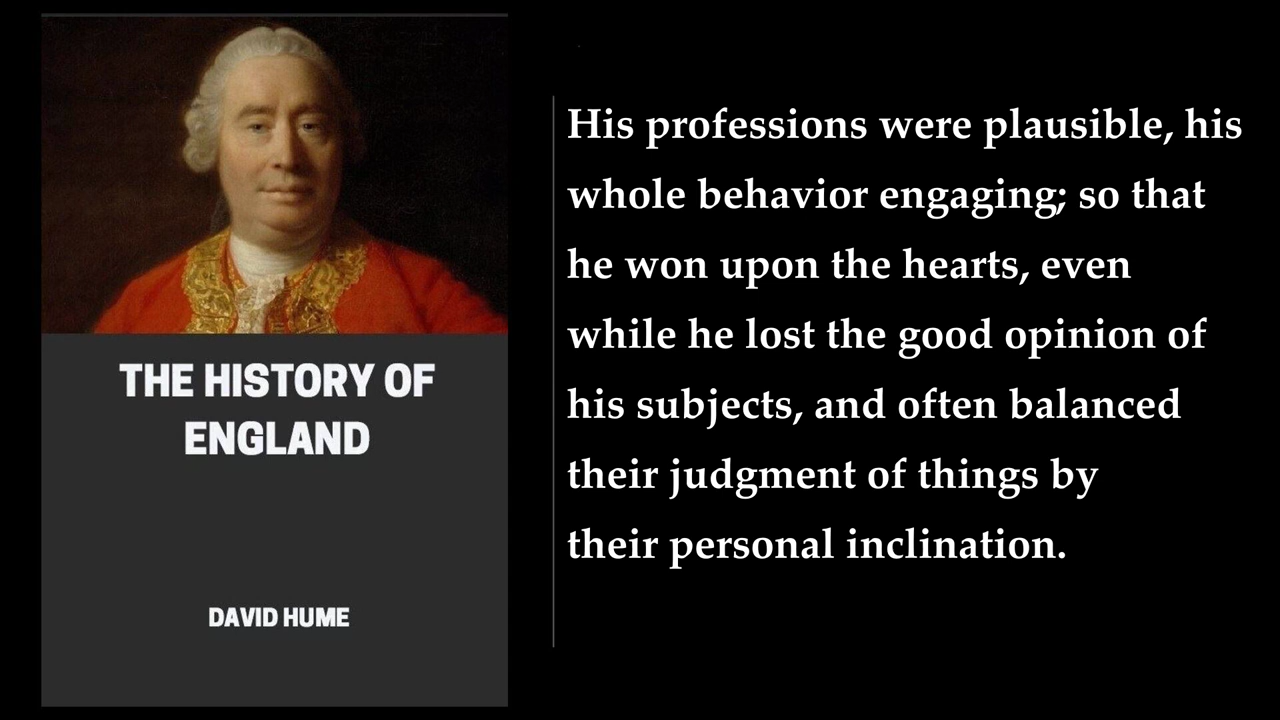 THE HISTORY OF
ENGLAND
DAVID HUME
His professions were plausible, his
whole behavior engaging; so that
he won upon the hearts, even
while he lost the good opinion of
his subjects, and often balanced
their judgment of things by
their personal inclination.